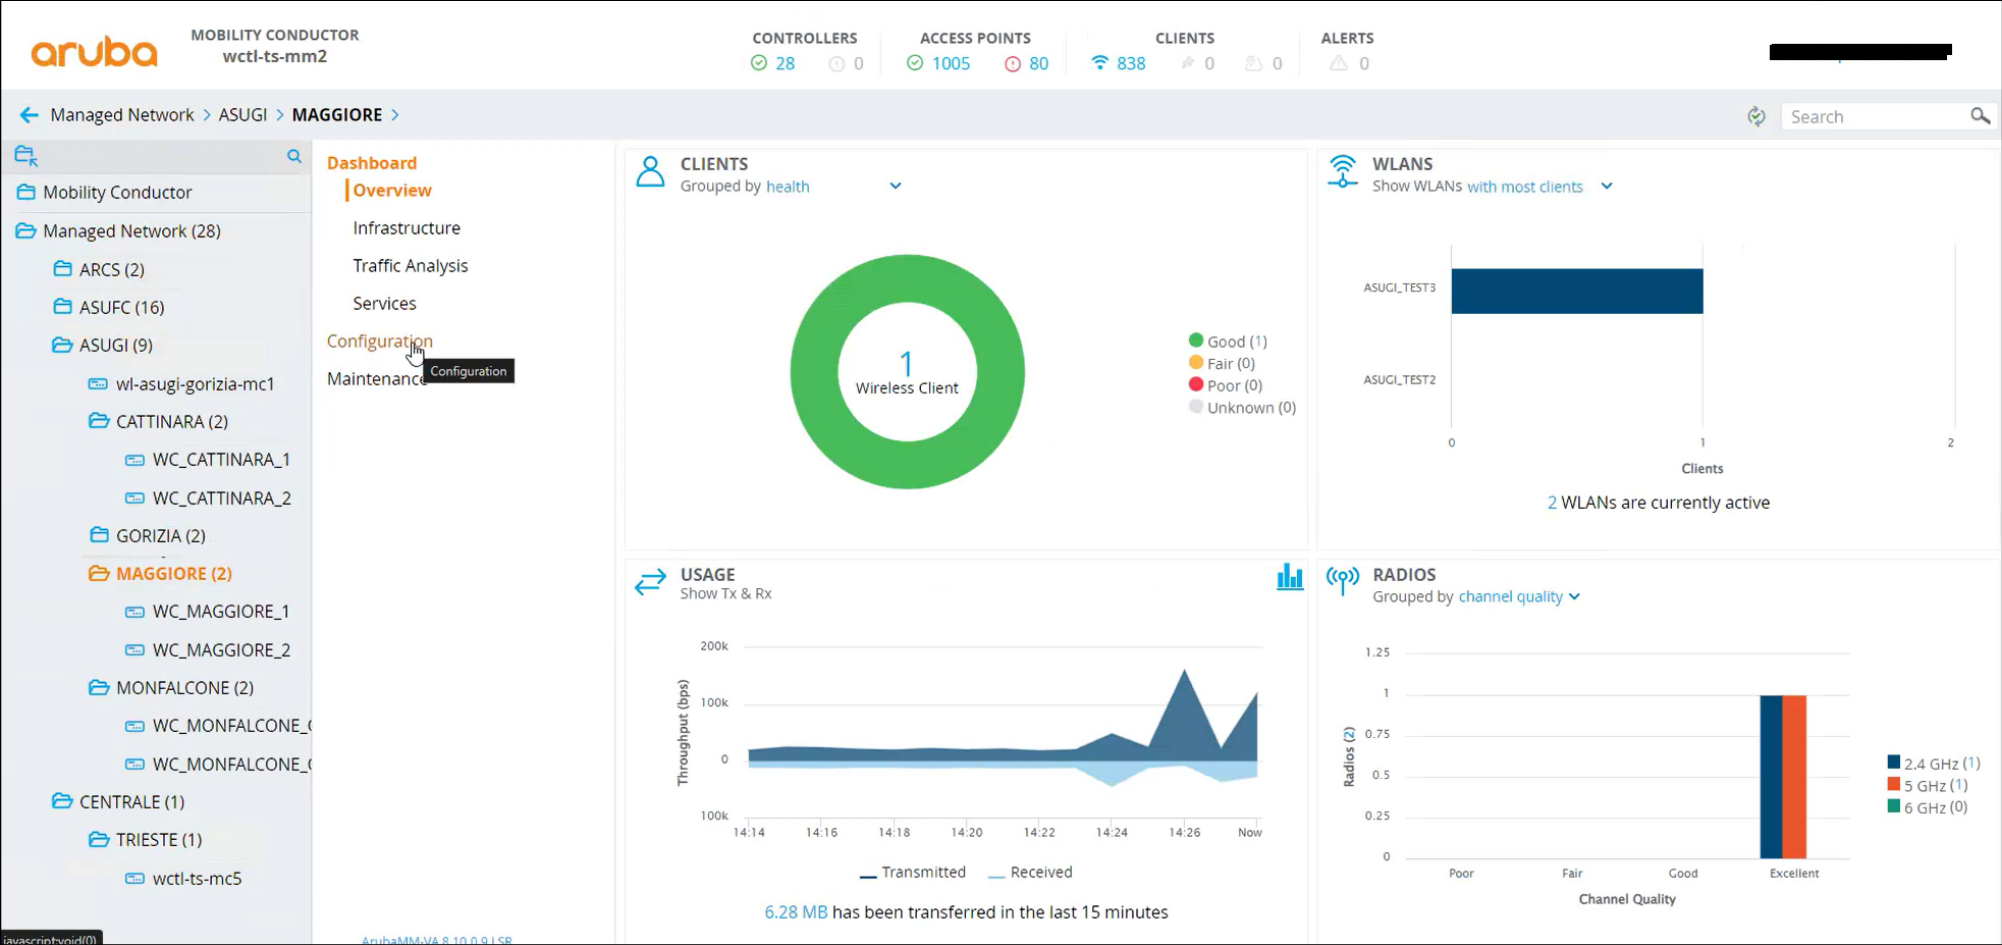 aruba
MOBILITY CONDUCTOR
wctl-ts-mm2
CONTROLLERS
28
0
ACCESS POINTS
1005
80
CLIENTS
838
0
0
ALERTS
0
Managed Network > ASUGI > MAGGIORE >
Search
Mobility Conductor
Managed Network (28)
ARCS (2)
ASUFC (16)
ASUGI (9)
wl-asugi-gorizia-mc1
CATTINARA (2)
WC_CATTINARA_1
WC_CATTINARA_2
GORIZIA (2)
MAGGIORE (2)
WC_MAGGIORE_1
WC_MAGGIORE_2
MONFALCONE (2)
WC_MONFALCONE_
WC_MONFALCONE_
CENTRALE (1)
TRIESTE (1)
wctl-ts-mc5
javascript:void(0)
Dashboard
Overview
Infrastructure
Traffic Analysis
Services
Configuration
Configuration
Maintenance
ArubaMM-VA 8.10.0.9 LSR
CLIENTS
Grouped by health
1
Wireless Client
Good (1)
Fair (0)
Poor (0)
Unknown (0)
WLANS
Show WLANs with most clients
ASUGI_TEST3
ASUGI_TEST2
0 1 2
Clients
2 WLANs are currently active
USAGE
Show Tx & Rx
Throughput (bps)
200k
100k
0
100k
14:14 14:16 14:18 14:20 14:22 14:24 14:26 Now
Transmitted Received
6.28 MB has been transferred in the last 15 minutes
RADIOS
Grouped by channel quality
Radios (2)
1.25
1
0.75
0.5
0.25
0
Poor Fair Good Excellent
Channel Quality
2.4 GHz (1)
5 GHz (1)
6 GHz (0)